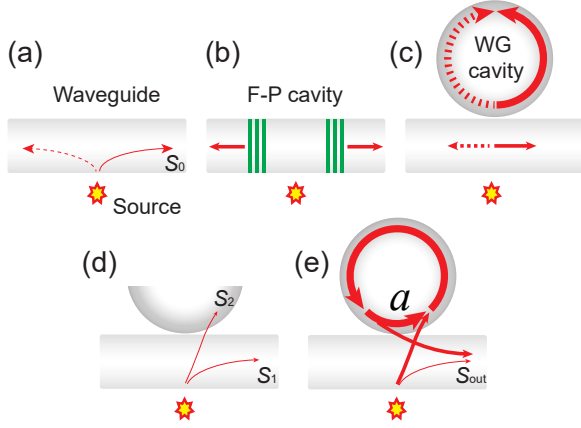 (a)
Waveguide
S0
Source
(b)
F-P cavity
(c)
WG
cavity
(d)
S2
S1
(e)
a
Sout